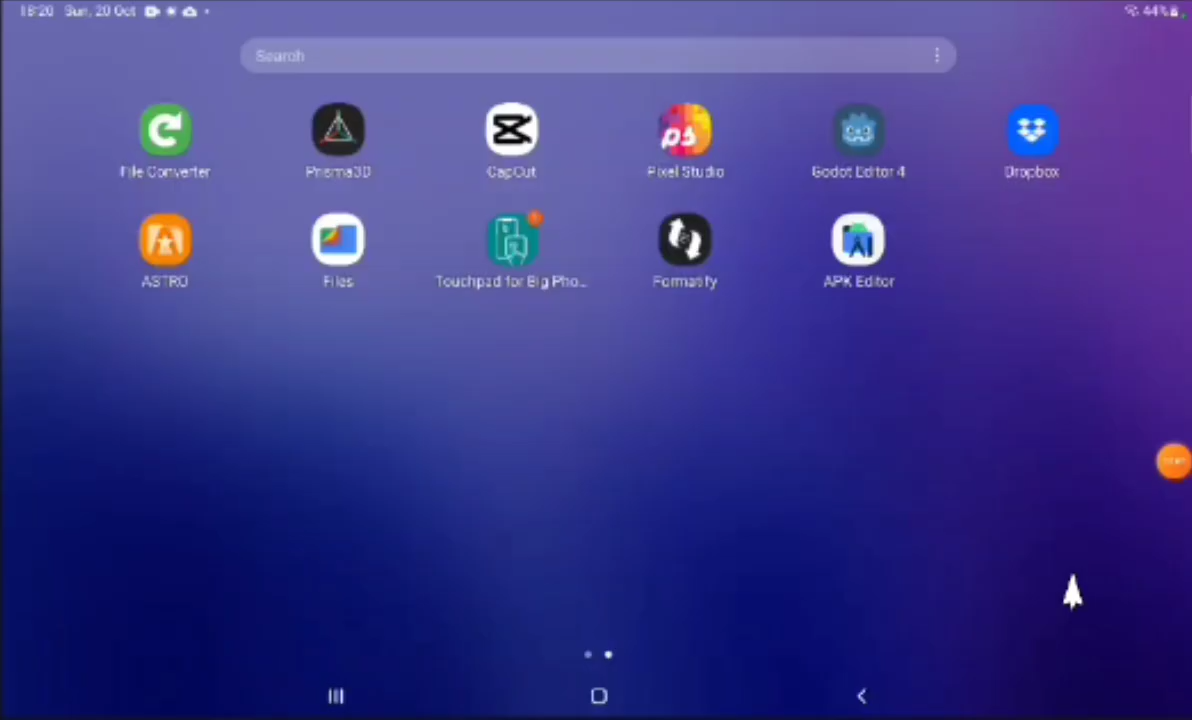 18:20 Sun, 20 Oct
44%
Search
File Converter
Prisma3D
CapCut
Pixel Studio
Godot Editor 4
Dropbox
ASTRO
Files
Touchpad for Big Pho...
Formatify
APK Editor